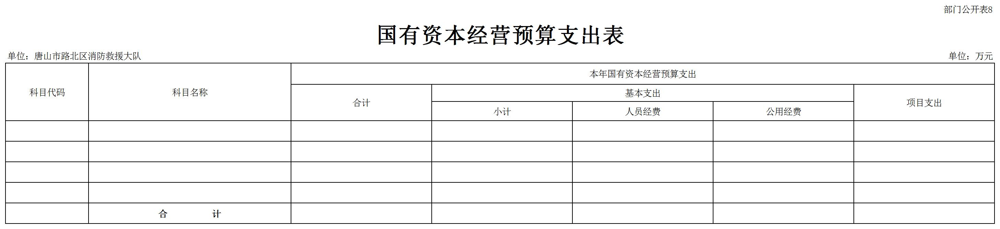 部门公开表8
国有资本经营预算支出表
单位：唐山市路北区消防救援大队 单位：万元
科目代码 科目名称 本年国有资本经营预算支出
合计 基本支出 项目支出
小计 人员经费 公用经费
合 计